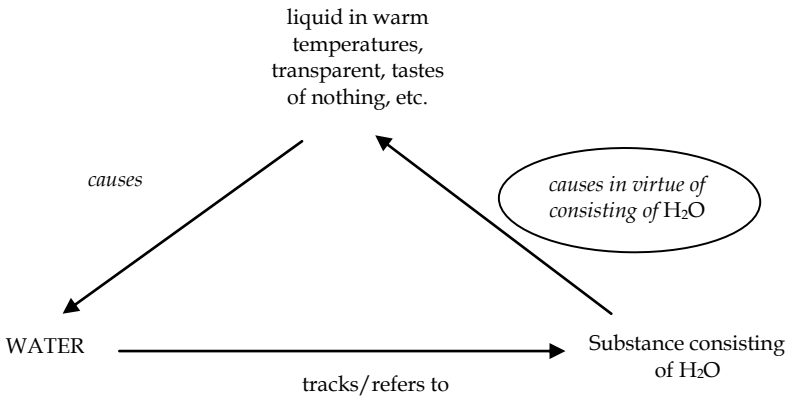 liquid in warm
temperatures,
transparent, tastes
of nothing, etc.
causes
causes in virtue of
consisting of H₂O
WATER
Substance consisting
of H₂O
tracks/refers to